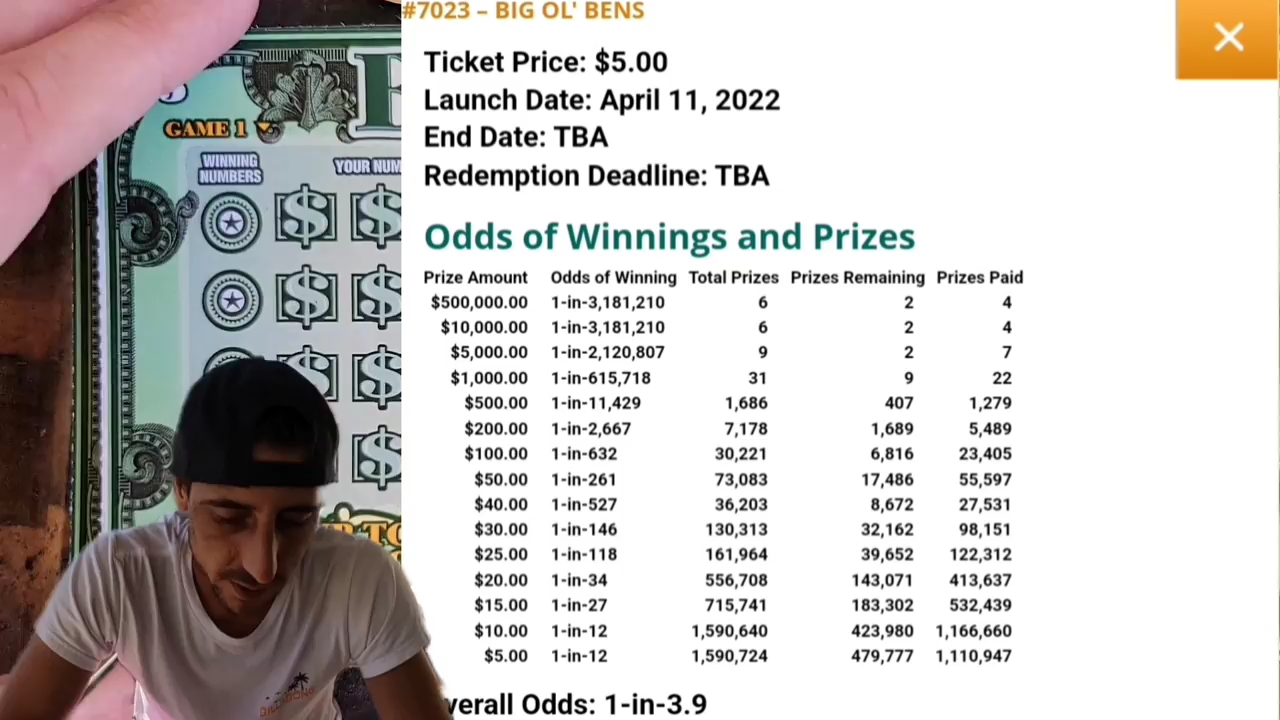 #7023 – BIG OL' BENS
Ticket Price: $5.00
Launch Date: April 11, 2022
End Date: TBA
Redemption Deadline: TBA
GAME 1
WINNING NUMBERS
YOUR NUM
Odds of Winnings and Prizes
Prize Amount Odds of Winning Total Prizes Prizes Remaining Prizes Paid
$500,000.00 1-in-3,181,210 6 2 4
$10,000.00 1-in-3,181,210 6 2 4
$5,000.00 1-in-2,120,807 9 2 7
$1,000.00 1-in-615,718 31 9 22
$500.00 1-in-11,429 1,686 407 1,279
$200.00 1-in-2,667 7,178 1,689 5,489
$100.00 1-in-632 30,221 6,816 23,405
$50.00 1-in-261 73,083 17,486 55,597
$40.00 1-in-527 36,203 8,672 27,531
$30.00 1-in-146 130,313 32,162 98,151
$25.00 1-in-118 161,964 39,652 122,312
$20.00 1-in-34 556,708 143,071 413,637
$15.00 1-in-27 715,741 183,302 532,439
$10.00 1-in-12 1,590,640 423,980 1,166,660
$5.00 1-in-12 1,590,724 479,777 1,110,947
verall Odds: 1-in-3.9